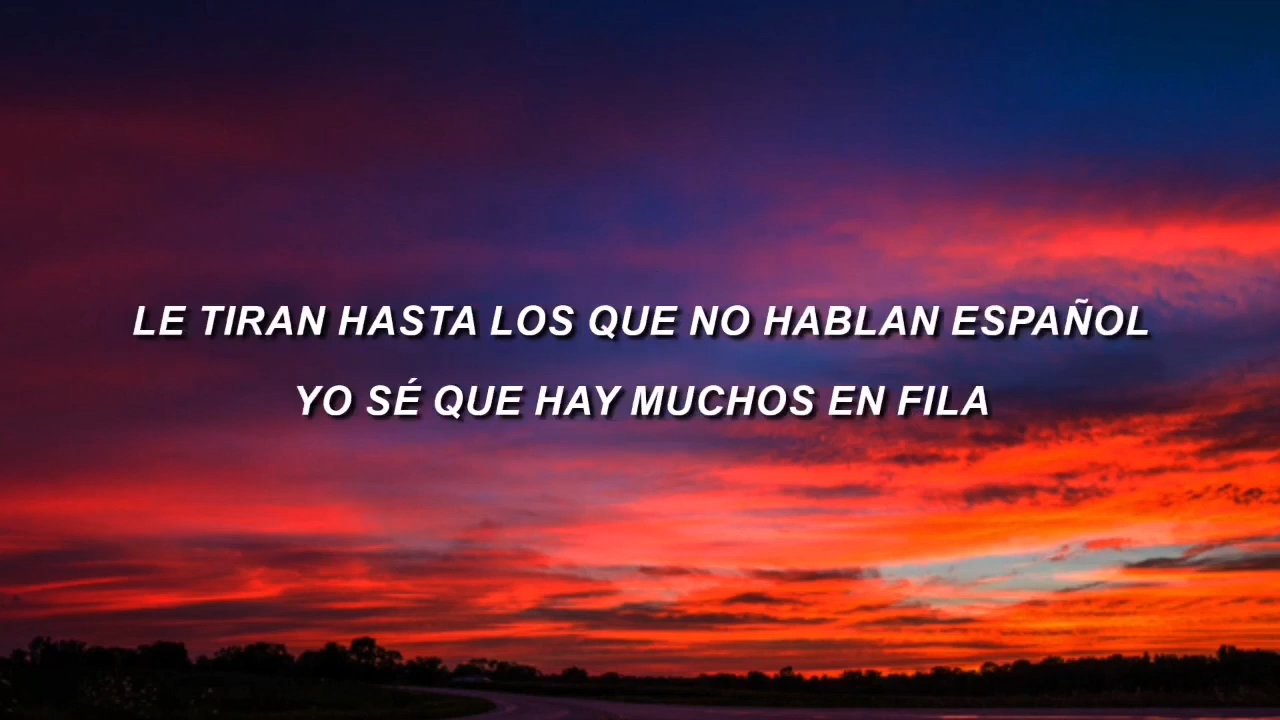 LE TIRAN HASTA LOS QUE NO HABLAN ESPAÑOL
YO SÉ QUE HAY MUCHOS EN FILA